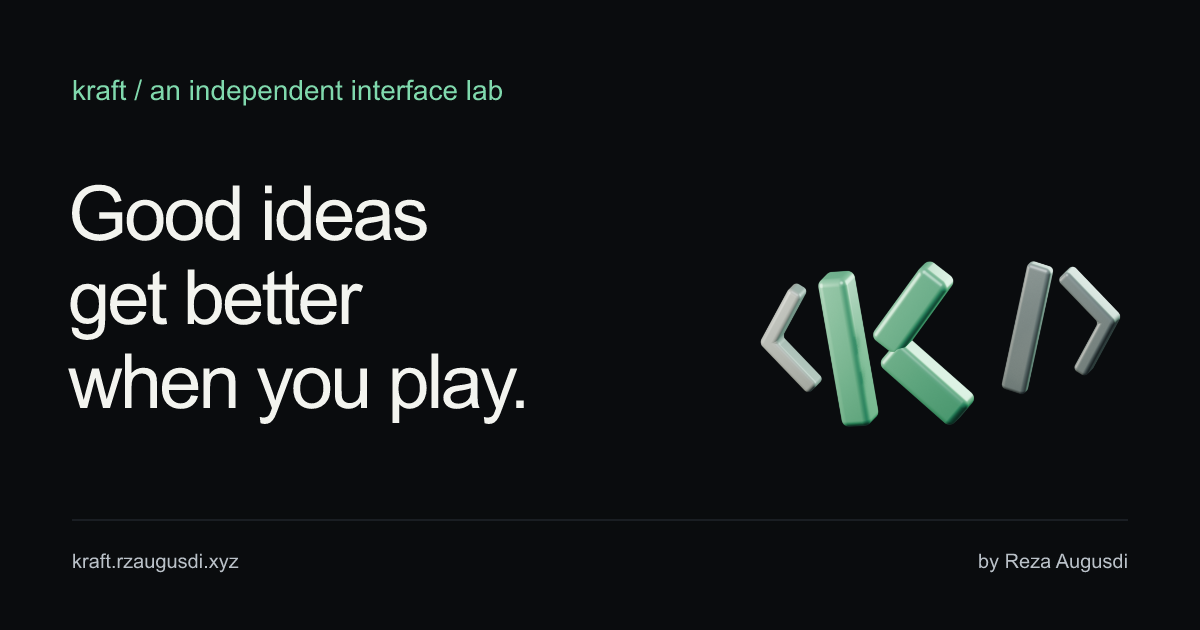 kraft / an independent interface lab
Good ideas
get better
when you play.
<K/>
kraft.rzaugusdi.xyz
by Reza Augusdi